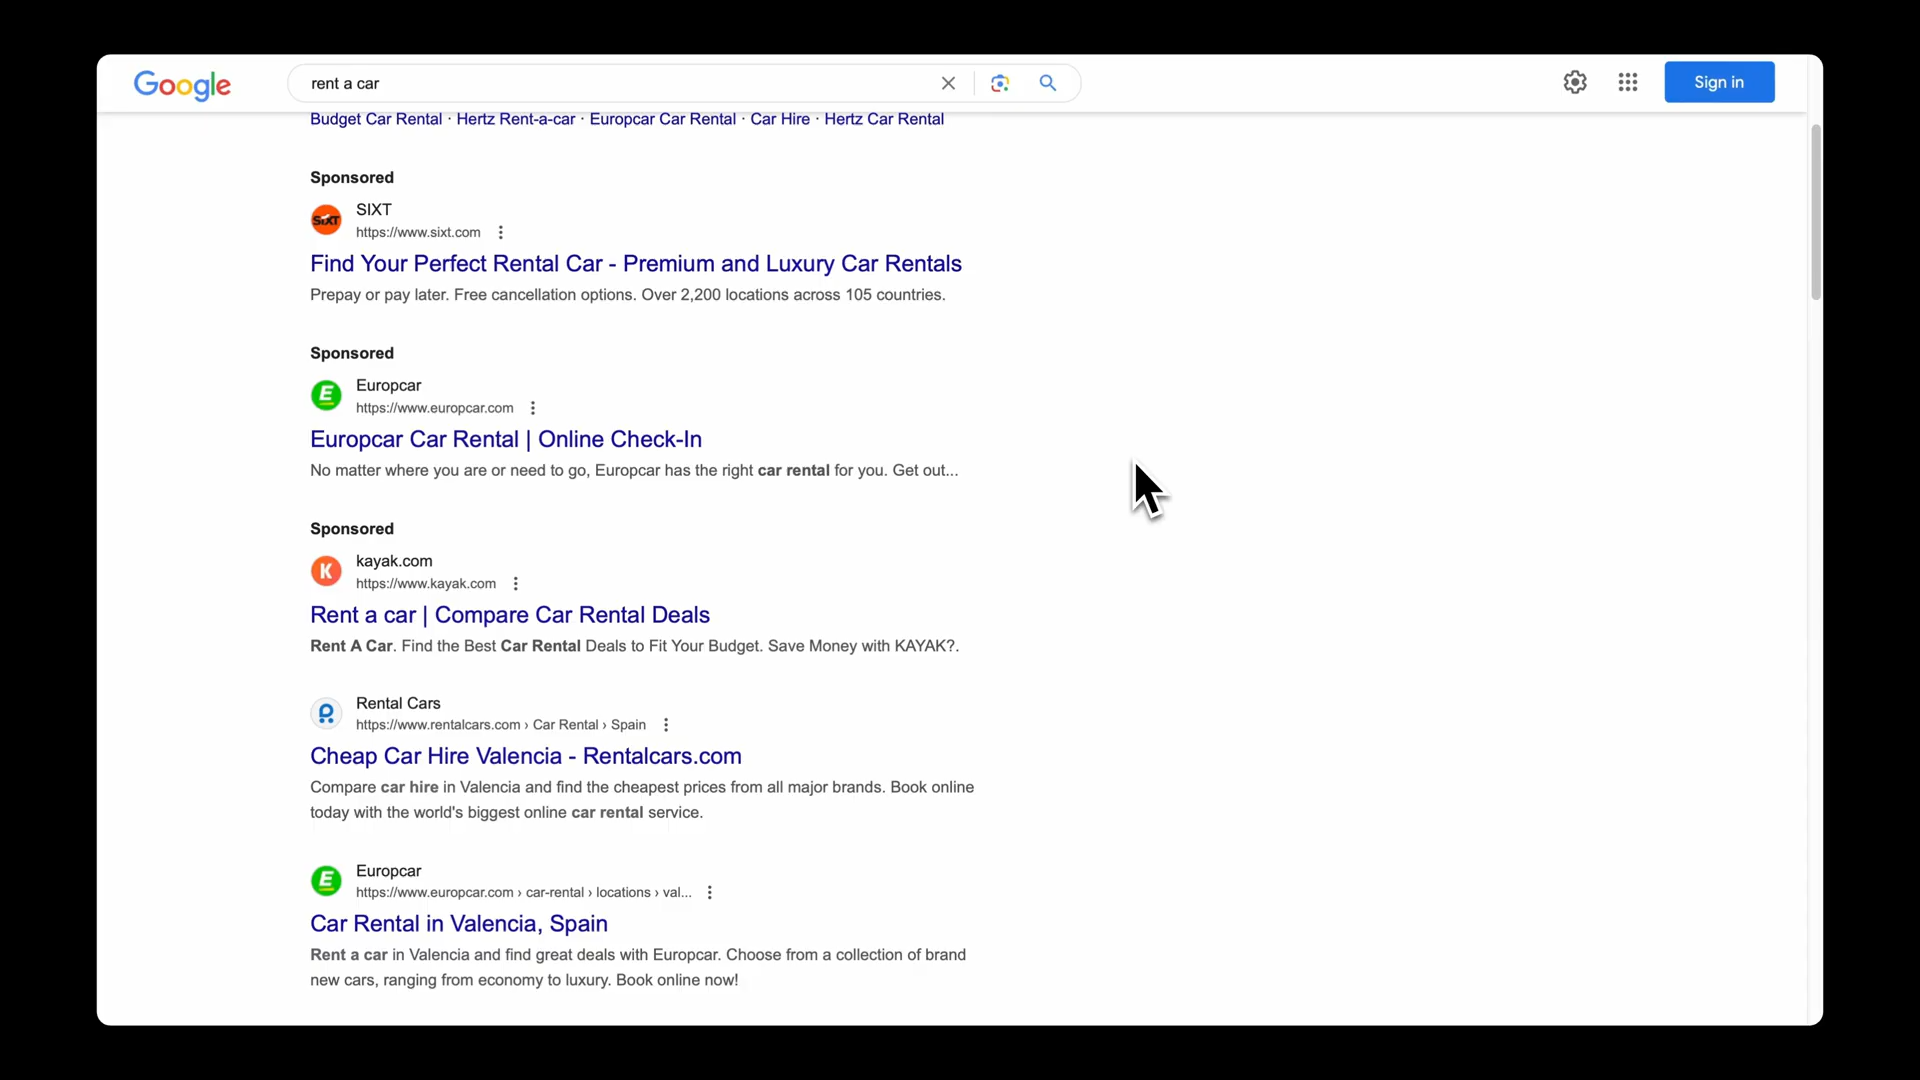 Google
rent a car
Sign in
Budget Car Rental · Hertz Rent-a-car · Europcar Car Rental · Car Hire · Hertz Car Rental
Sponsored
SIXT
SIXT
https://www.sixt.com
Find Your Perfect Rental Car - Premium and Luxury Car Rentals
Prepay or pay later. Free cancellation options. Over 2,200 locations across 105 countries.
Sponsored
E
Europcar
https://www.europcar.com
Europcar Car Rental | Online Check-In
No matter where you are or need to go, Europcar has the right car rental for you. Get out...
Sponsored
K
kayak.com
https://www.kayak.com
Rent a car | Compare Car Rental Deals
Rent A Car. Find the Best Car Rental Deals to Fit Your Budget. Save Money with KAYAK?.
Rental Cars
https://www.rentalcars.com › Car Rental › Spain
Cheap Car Hire Valencia - Rentalcars.com
Compare car hire in Valencia and find the cheapest prices from all major brands. Book online
today with the world's biggest online car rental service.
E
Europcar
https://www.europcar.com › car-rental › locations › val...
Car Rental in Valencia, Spain
Rent a car in Valencia and find great deals with Europcar. Choose from a collection of brand
new cars, ranging from economy to luxury. Book online now!